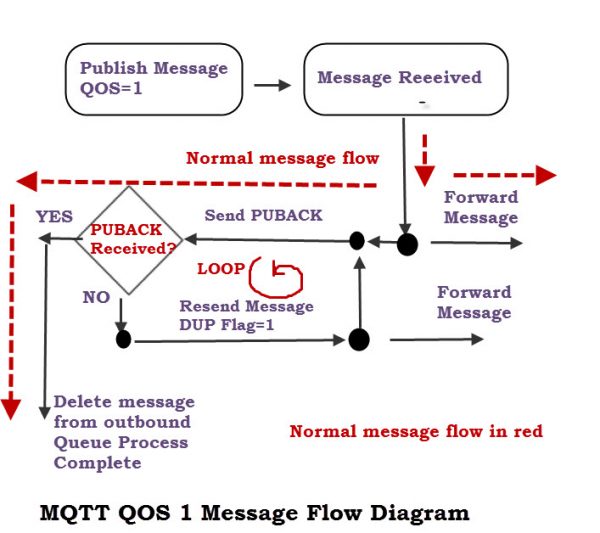 Publish Message
QOS=1
Message Reeeived
Normal message flow
Forward
Message
YES
Send PUBACK
PUBACK
Received?
LOOP
NO
Resend Message
DUP Flag=1
Forward
Message
Delete message
from outbound
Queue Process
Complete
Normal message flow in red
MQTT QOS 1 Message Flow Diagram